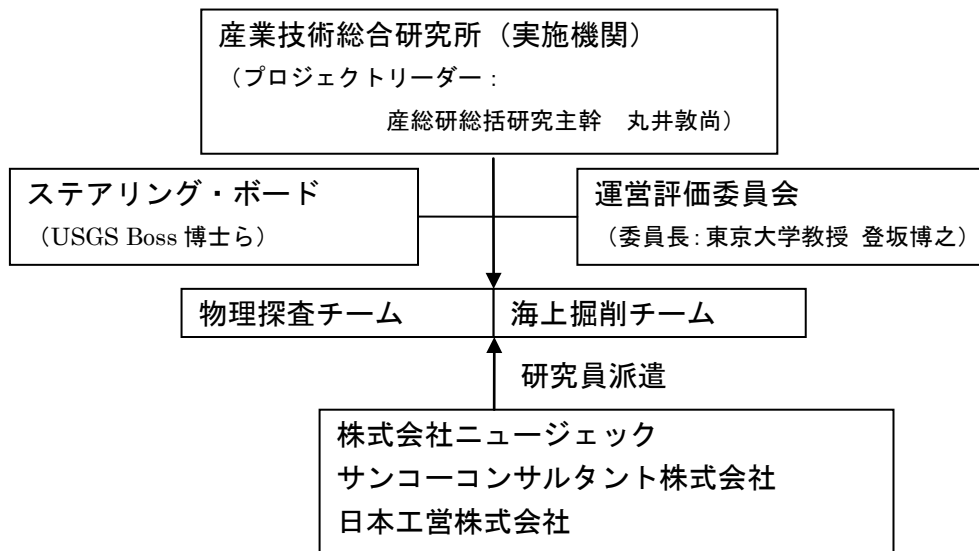 産業技術総合研究所（実施機関）
（プロジェクトリーダー：
産総研総括研究主幹　丸井敦尚）
ステアリング・ボード
（USGS Boss 博士ら）
運営評価委員会
（委員長：東京大学教授 登坂博之）
物理探査チーム
海上掘削チーム
研究員派遣
株式会社ニュージェック
サンコーコンサルタント株式会社
日本工営株式会社